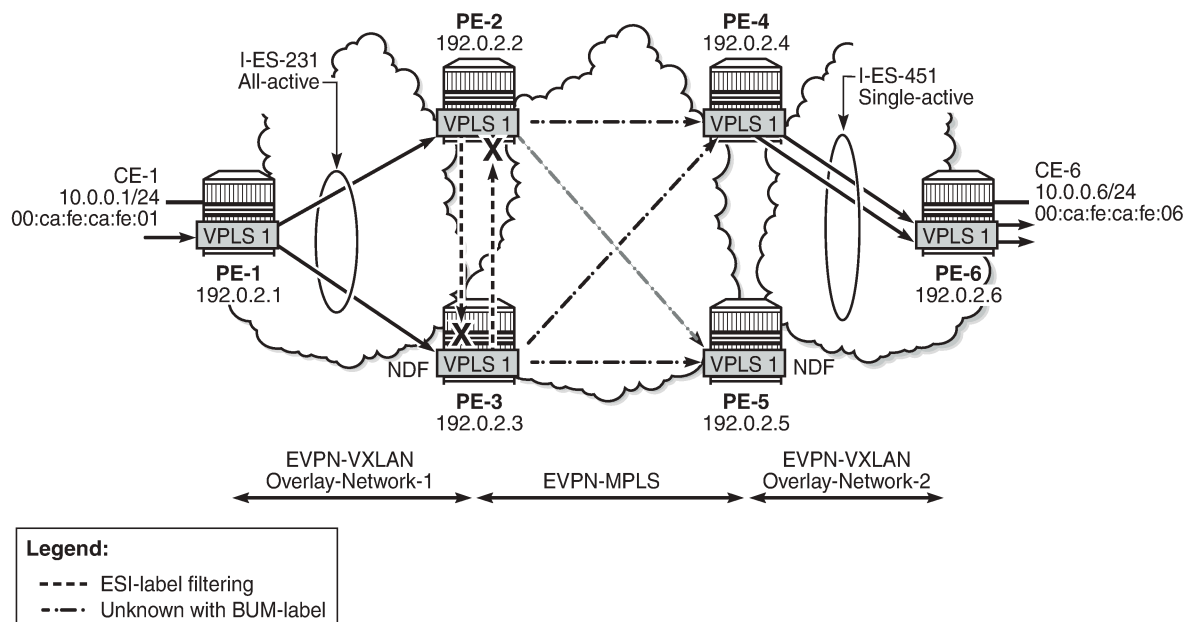 PE-2
192.0.2.2
PE-4
192.0.2.4
I-ES-231
All-active
I-ES-451
Single-active
VPLS 1
X
VPLS 1
CE-1
10.0.0.1/24
00:ca:fe:ca:fe:01
CE-6
10.0.0.6/24
00:ca:fe:ca:fe:06
VPLS 1
VPLS 1
PE-1
192.0.2.1
PE-6
192.0.2.6
X
NDF
VPLS 1
VPLS 1
NDF
PE-3
192.0.2.3
PE-5
192.0.2.5
EVPN-VXLAN
Overlay-Network-1
EVPN-MPLS
EVPN-VXLAN
Overlay-Network-2
Legend:
ESI-label filtering
Unknown with BUM-label